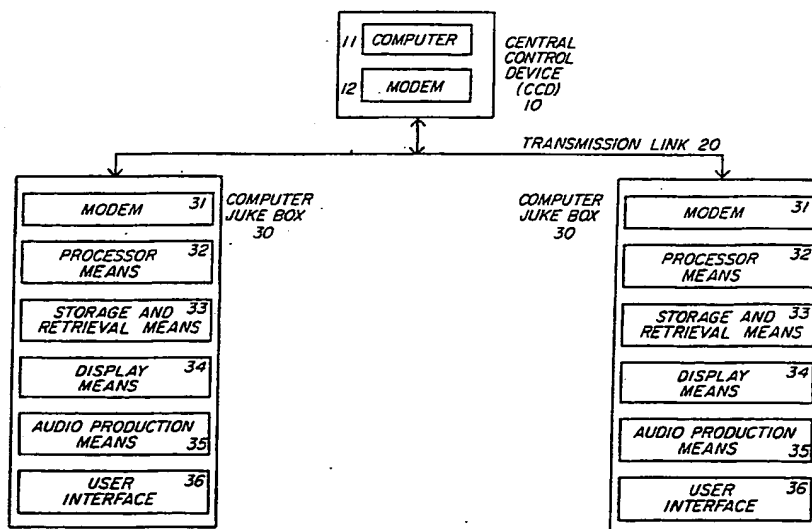 11 COMPUTER
12 MODEM
CENTRAL
CONTROL
DEVICE
(CCD)
10
TRANSMISSION LINK 20
MODEM 31
PROCESSOR 32
MEANS
STORAGE AND 33
RETRIEVAL MEANS
DISPLAY 34
MEANS
AUDIO PRODUCTION
MEANS 35
USER 36
INTERFACE
COMPUTER
JUKE BOX
30
COMPUTER
JUKE BOX
30
MODEM 31
PROCESSOR 32
MEANS
STORAGE AND 33
RETRIEVAL MEANS
DISPLAY 34
MEANS
AUDIO PRODUCTION
MEANS 35
USER 36
INTERFACE